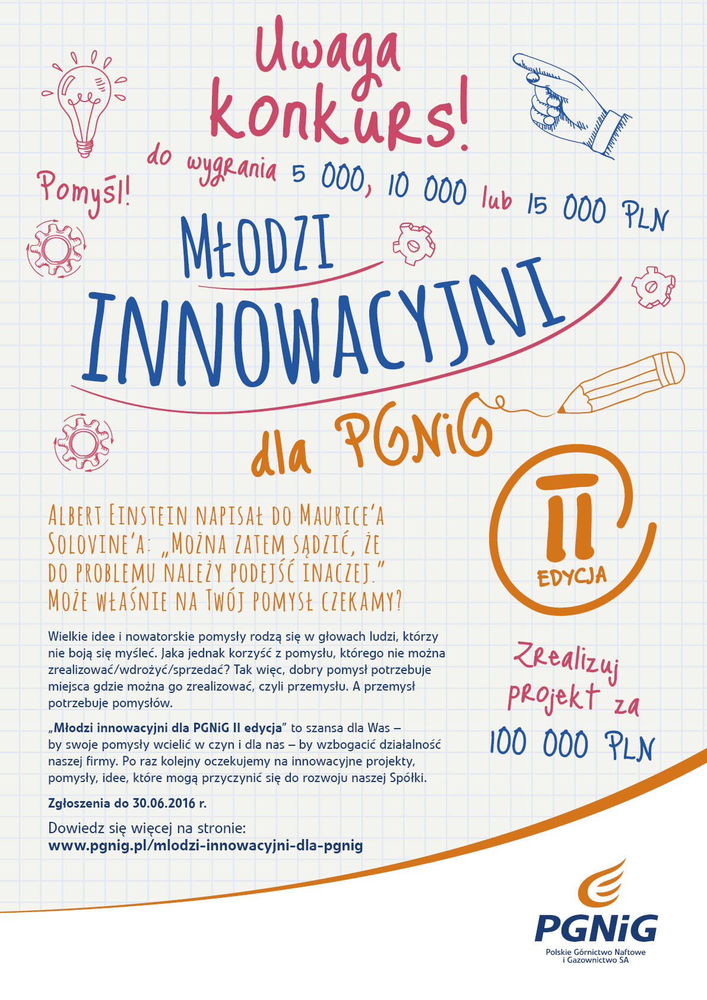 Uwaga
konkurs!
do wygrania 5 000, 10 000 lub 15 000 PLN
Pomyśl!
MŁODZI
INNOWACYJNI
dla PGNiG
II
EDYCJA
ALBERT EINSTEIN NAPISAŁ DO MAURICE'A
SOLOVINE'A: „MOŻNA ZATEM SĄDZIĆ, ŻE
DO PROBLEMU NALEŻY PODEJŚĆ INACZEJ.”
MOŻE WŁAŚNIE NA TWÓJ POMYSŁ CZEKAMY?
Wielkie idee i nowatorskie pomysły rodzą się w głowach ludzi, którzy
nie boją się myśleć. Jaka jednak korzyść z pomysłu, którego nie można
zrealizować/wdrożyć/sprzedać? Tak więc, dobry pomysł potrzebuje
miejsca gdzie można go zrealizować, czyli przemysłu. A przemysł
potrzebuje pomysłów.
„Młodzi innowacyjni dla PGNiG II edycja” to szansa dla Was –
by swoje pomysły wcielić w czyn i dla nas – by wzbogacić działalność
naszej firmy. Po raz kolejny oczekujemy na innowacyjne projekty,
pomysły, idee, które mogą przyczynić się do rozwoju naszej Spółki.
Zgłoszenia do 30.06.2016 r.
Dowiedz się więcej na stronie:
www.pgnig.pl/mlodzi-innowacyjni-dla-pgnig
Zrealizuj
projekt za
100 000 PLN
PGNiG
Polskie Górnictwo Naftowe
i Gazownictwo SA